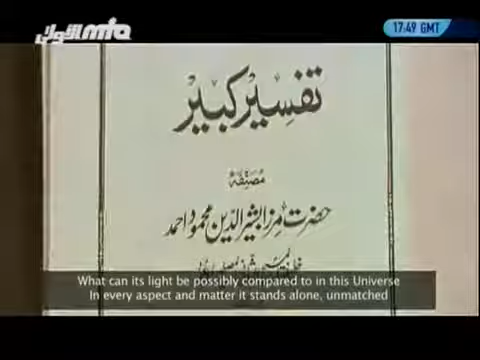 mta الأولى
17:49 GMT
تفسیر کبیر
مصنفہ
حضرت مرزا بشیر الدین محمود احمد
What can its light be possibly compared to in this Universe
In every aspect and matter it stands alone, unmatched